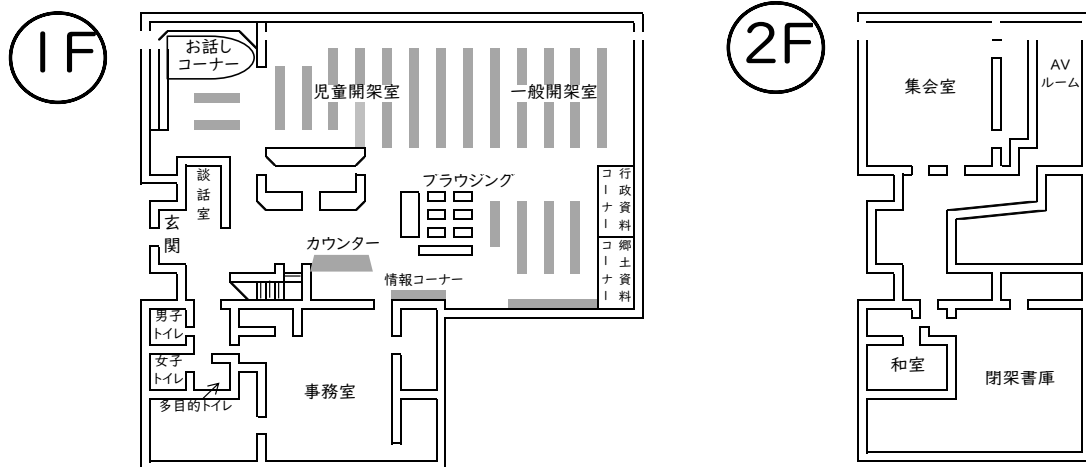 1F
お話し
コーナー
児童開架室
一般開架室
談話室
玄関
ブラウジング
行政資料
コーナー
カウンター
郷土資料
コーナー
情報コーナー
男子
トイレ
女子
トイレ
多目的トイレ
事務室
2F
集会室
AV
ルーム
和室
閉架書庫